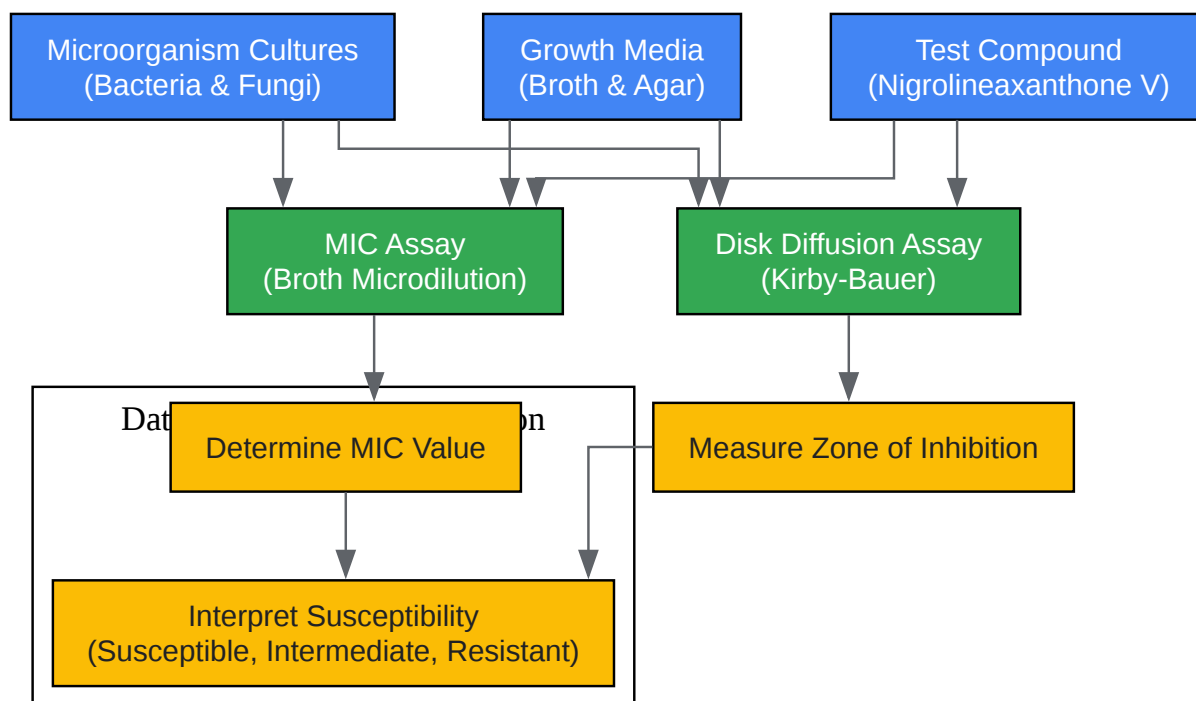 Microorganism Cultures
(Bacteria & Fungi)
Growth Media
(Broth & Agar)
Test Compound
(Nigrolineaxanthone V)
MIC Assay
(Broth Microdilution)
Disk Diffusion Assay
(Kirby-Bauer)
Determine MIC Value
Measure Zone of Inhibition
Interpret Susceptibility
(Susceptible, Intermediate, Resistant)